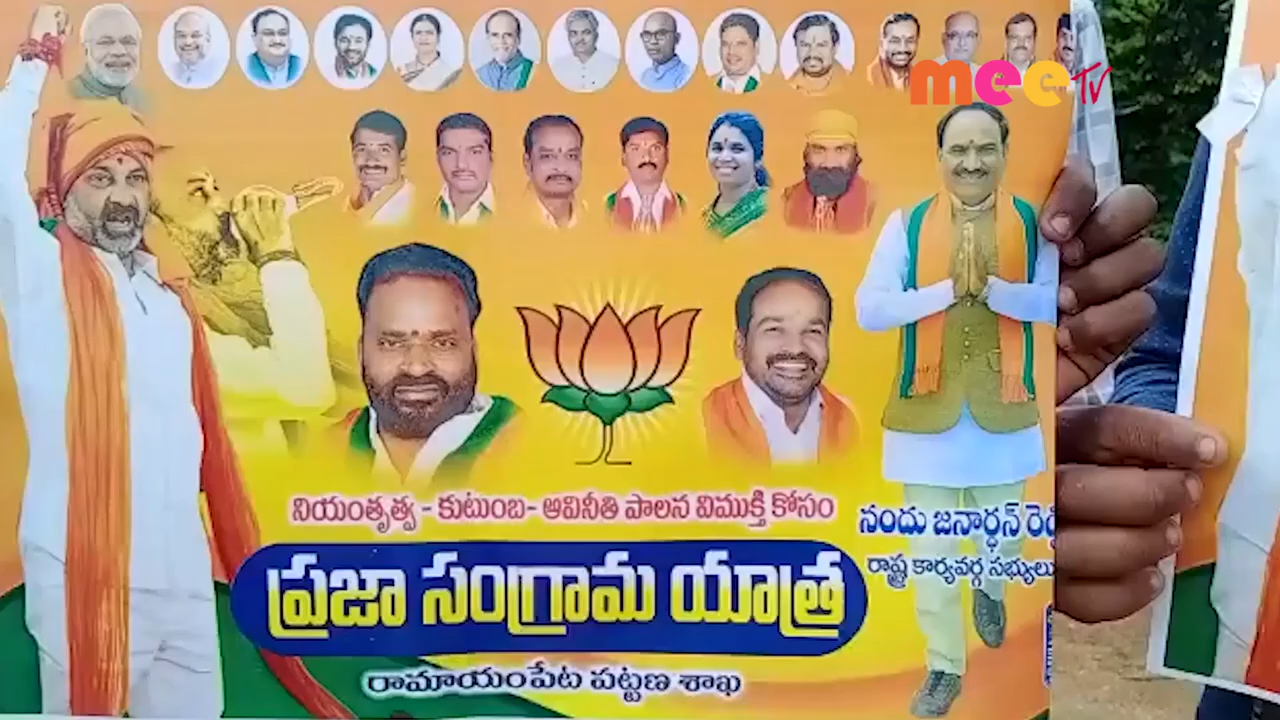 meeTV
నియంతృత్వ - కుటుంబ- అవినీతి పాలన విముక్తి కోసం
ప్రజా సంగ్రామ యాత్ర
రామాయంపేట పట్టణ శాఖ
నందు జనార్ధన్ రెడ్డి
రాష్ట్ర కార్యవర్గ సభ్యులు